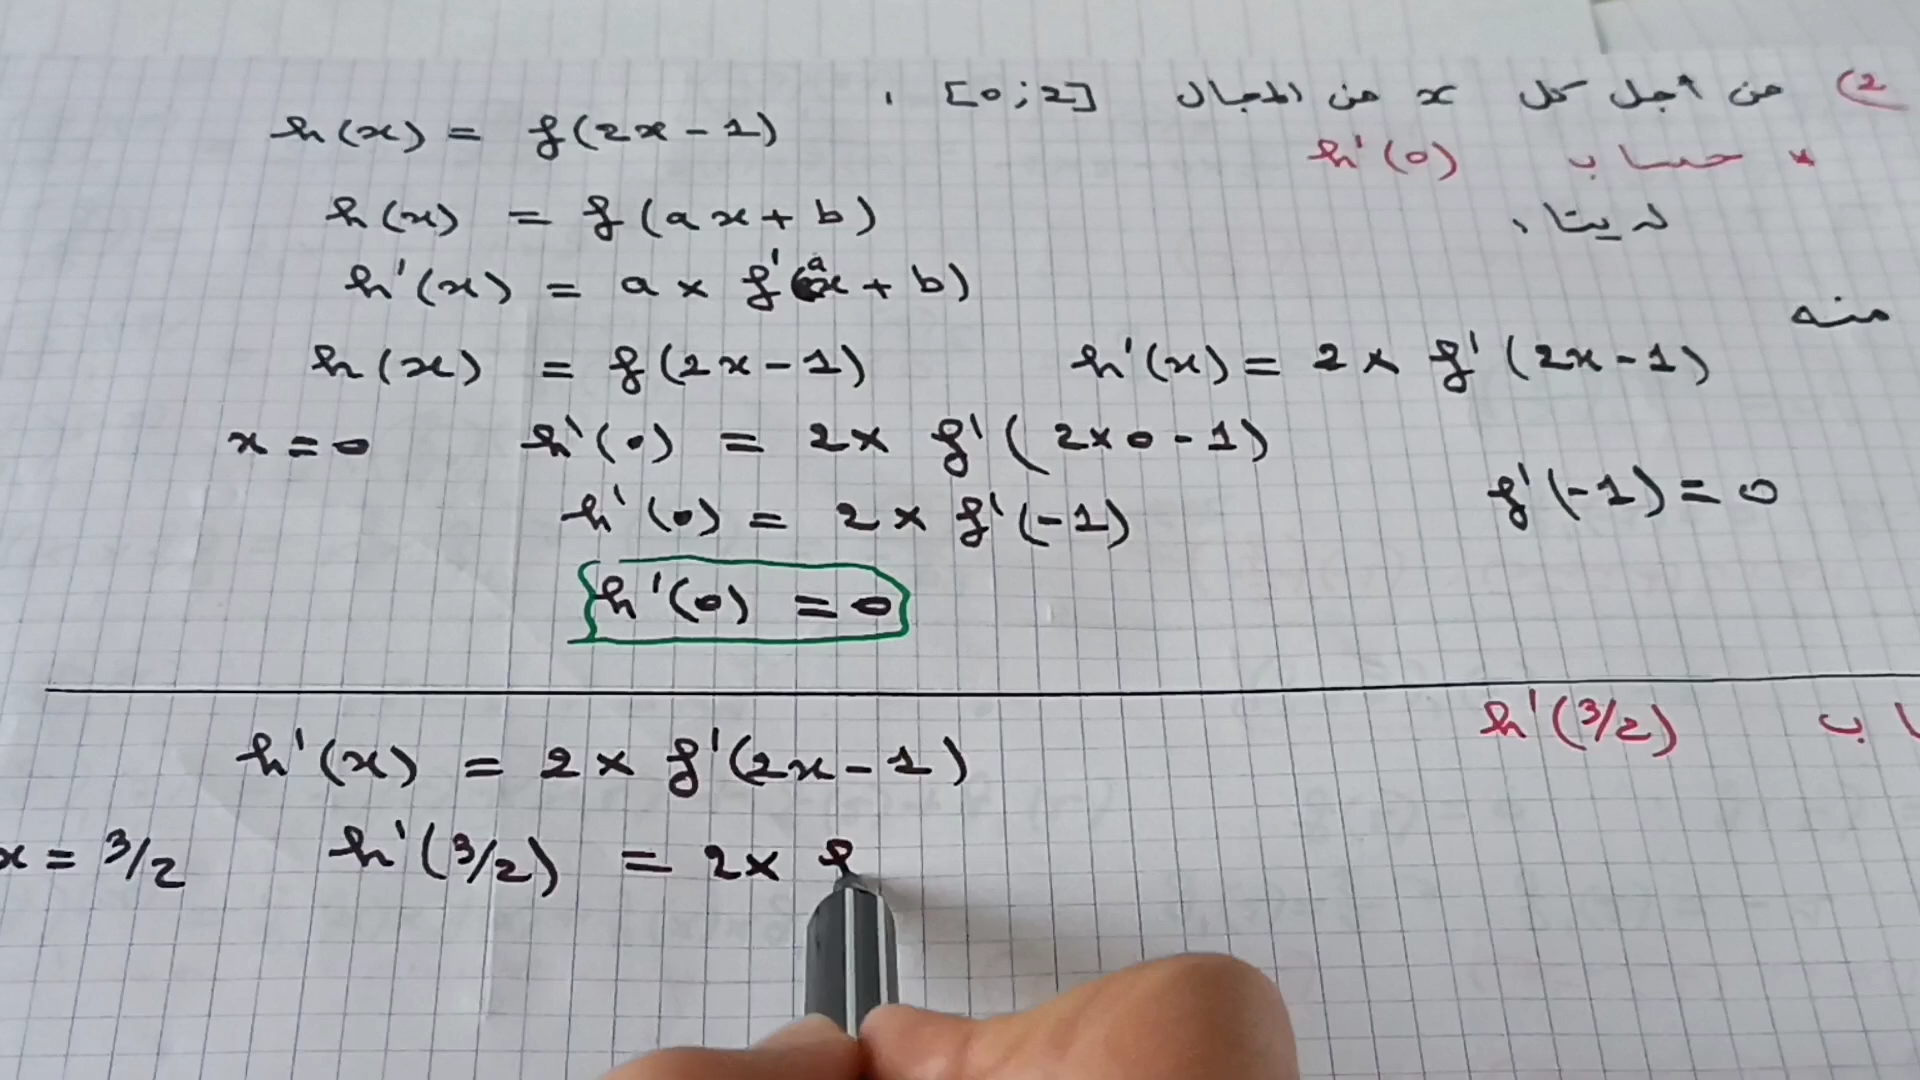 2) من أجل كل x من المجال [0;2] ،
h(x) = f(2x-1)
* حساب h'(0)
لدينا ،
h(x) = f(ax+b)
h'(x) = a × f'(ax+b)
منه
h(x) = f(2x-1) h'(x) = 2 × f'(2x-1)
x=0 h'(0) = 2× f'(2×0-1)
h'(0) = 2 × f'(-1) f'(-1)=0
h'(0) =0
h'(3/2)
h'(x) = 2 × f'(2x-1)
x = 3/2 h'(3/2) = 2×